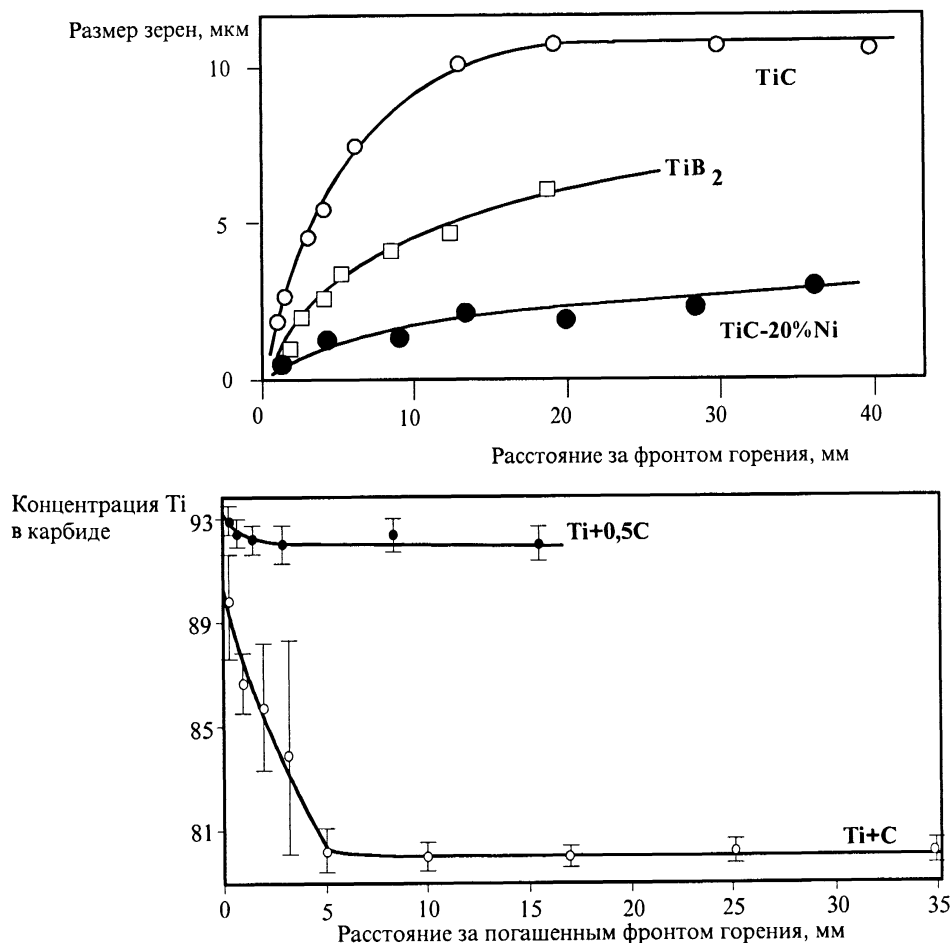 Размер зерен, мкм
10
TiC
TiB2
5
TiC-20%Ni
0
0 10 20 30 40
Расстояние за фронтом горения, мм
Концентрация Ti
в карбиде
93
Ti+0,5C
89
85
81
Ti+C
0 5 10 15 20 25 30 35
Расстояние за погашенным фронтом горения, мм